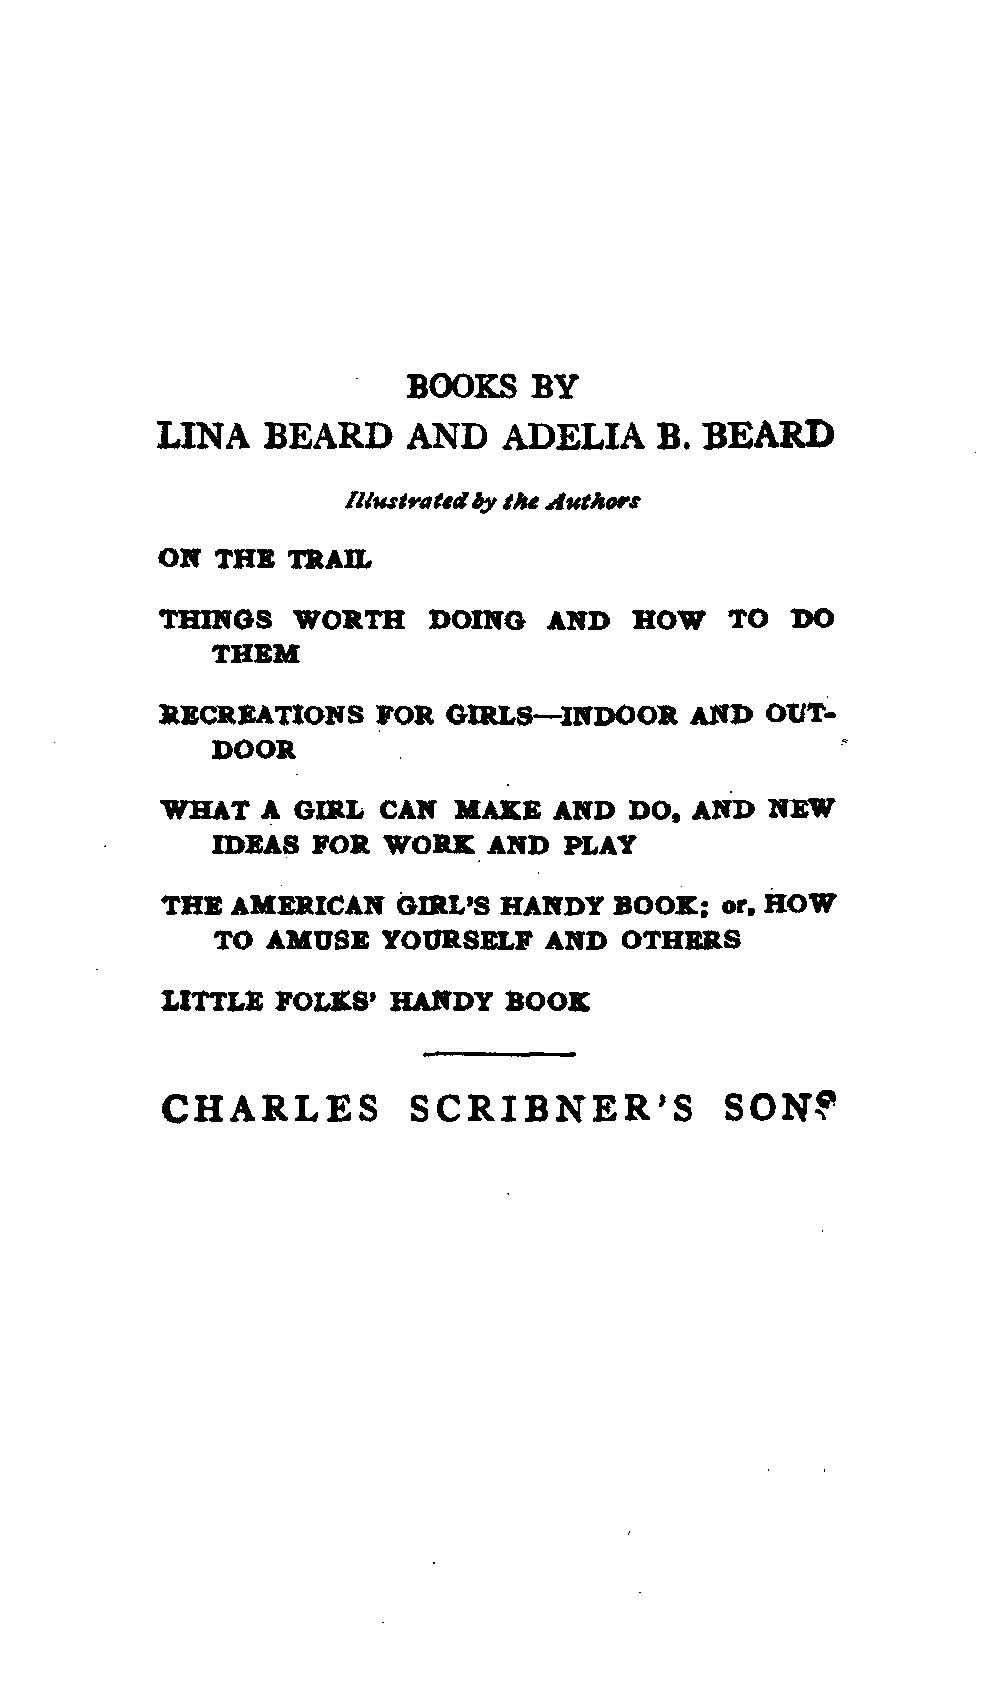 BOOKS BY
LINA BEARD AND ADELIA B. BEARD
Illustrated by the Authors
ON THE TRAIL
THINGS WORTH DOING AND HOW TO DO
THEM
RECREATIONS FOR GIRLS—INDOOR AND OUT-
DOOR
WHAT A GIRL CAN MAKE AND DO, AND NEW
IDEAS FOR WORK AND PLAY
THE AMERICAN GIRL'S HANDY BOOK; or, HOW
TO AMUSE YOURSELF AND OTHERS
LITTLE FOLKS' HANDY BOOK
CHARLES SCRIBNER'S SONS